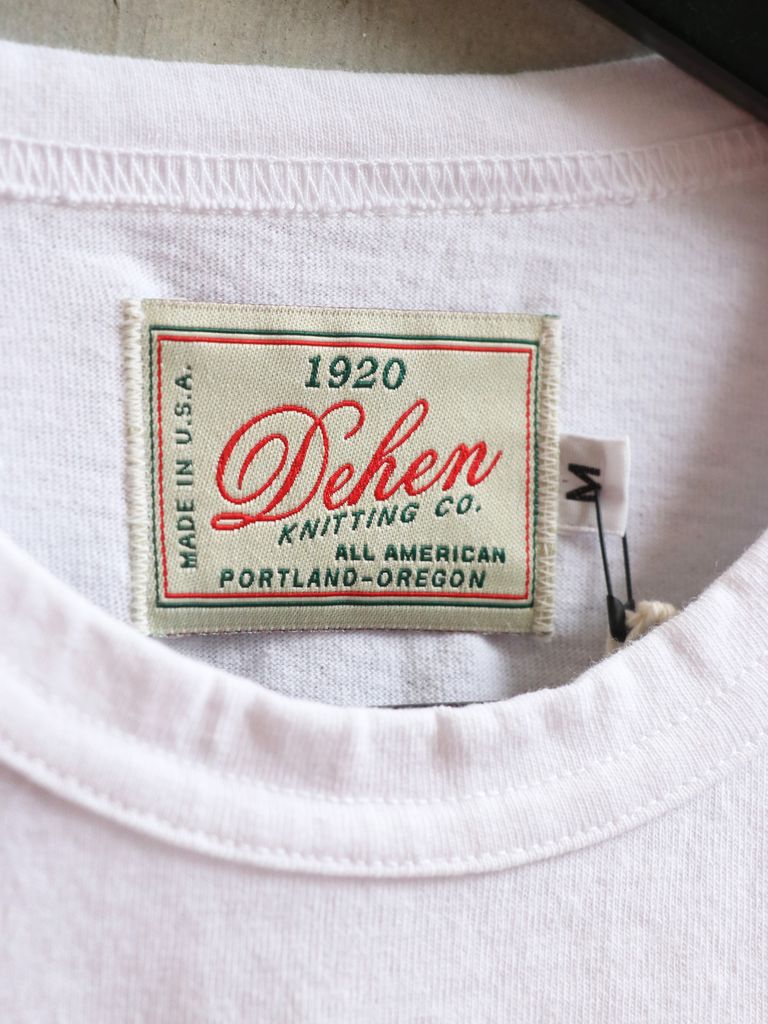 MADE IN U.S.A.
1920
Dehen
KNITTING CO.
ALL AMERICAN
PORTLAND-OREGON
M